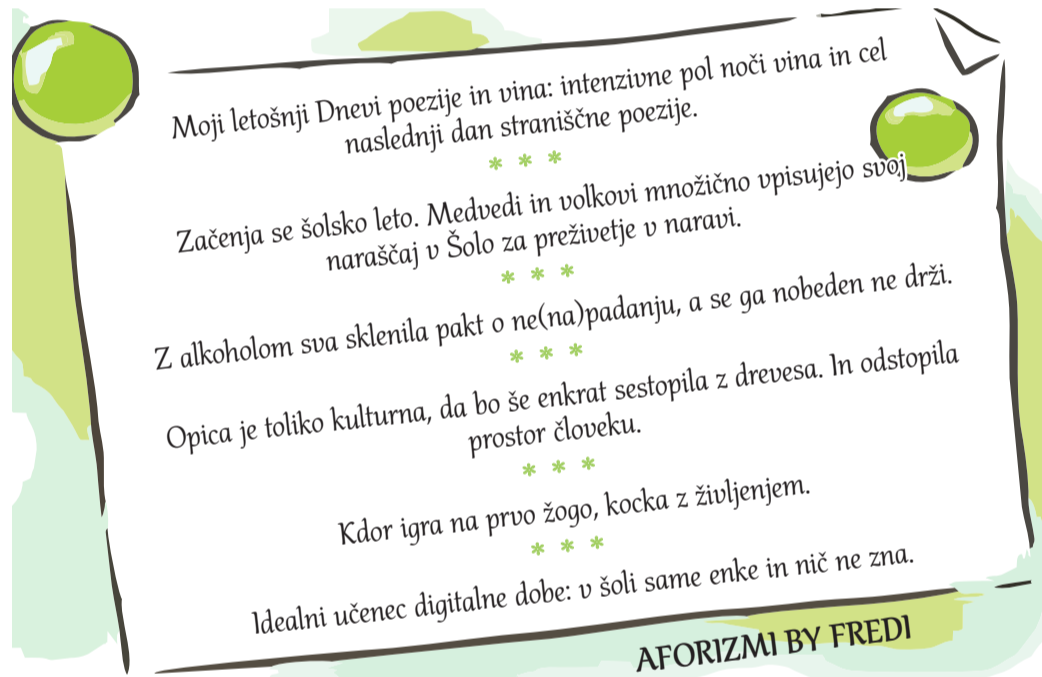 Moji letošnji Dnevi poezije in vina: intenzivne pol noči vina in cel
naslednji dan straniščne poezije.
* * *
Začenja se šolsko leto. Medvedi in volkovi množično vpisujejo svoj
naraščaj v Šolo za preživetje v naravi.
* * *
Z alkoholom sva sklenila pakt o ne(na)padanju, a se ga nobeden ne drži.
* * *
Opica je toliko kulturna, da bo še enkrat sestopila z drevesa. In odstopila
prostor človeku.
* * *
Kdor igra na prvo žogo, kocka z življenjem.
* * *
Idealni učenec digitalne dobe: v šoli same enke in nič ne zna.
AFORIZMI BY FREDI